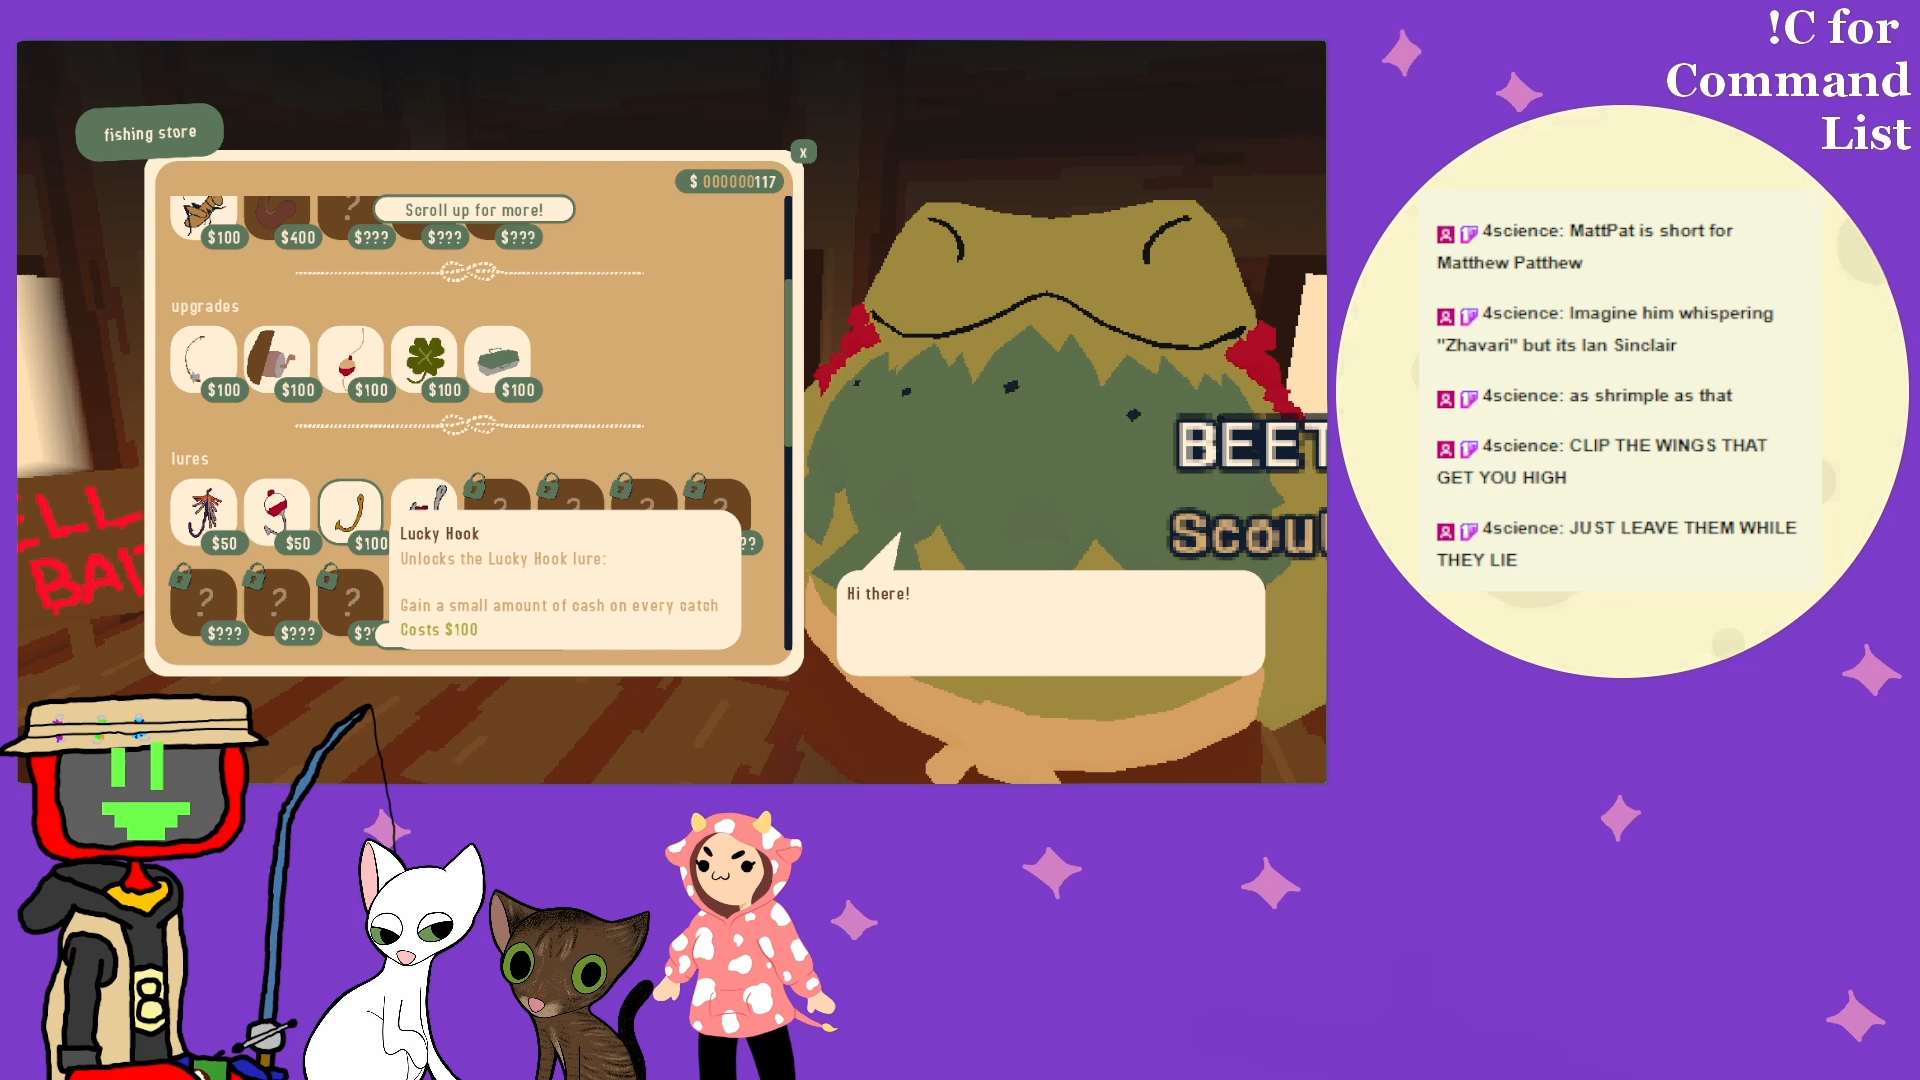 !C for
Command
List
fishing store
x
$ 000000117
Scroll up for more!
$100 $400 $??? $??? $???
upgrades
$100 $100 $100 $100 $100
lures
? ? ? ?
$50 $50 $100 ??
Lucky Hook
Unlocks the Lucky Hook lure:
Gain a small amount of cash on every catch
Costs $100
? ? ?
$??? $??? $??
Hi there!
BEET
Scou
ELL
BAI
8
4science: MattPat is short for
Matthew Patthew
4science: Imagine him whispering
"Zhavari" but its Ian Sinclair
4science: as shrimple as that
4science: CLIP THE WINGS THAT
GET YOU HIGH
4science: JUST LEAVE THEM WHILE
THEY LIE